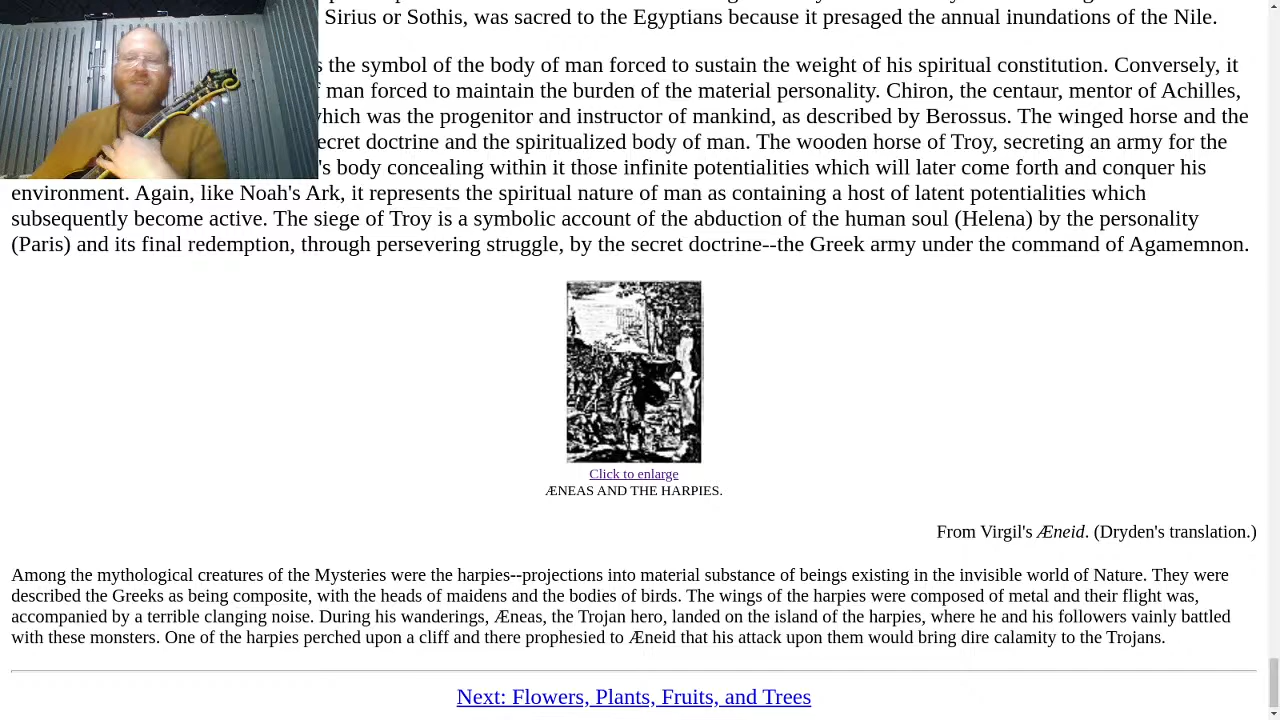 Sirius or Sothis, was sacred to the Egyptians because it presaged the annual inundations of the Nile.
the symbol of the body of man forced to sustain the weight of his spiritual constitution. Conversely, it
man forced to maintain the burden of the material personality. Chiron, the centaur, mentor of Achilles,
which was the progenitor and instructor of mankind, as described by Berossus. The winged horse and the
secret doctrine and the spiritualized body of man. The wooden horse of Troy, secreting an army for the
's body concealing within it those infinite potentialities which will later come forth and conquer his
environment. Again, like Noah's Ark, it represents the spiritual nature of man as containing a host of latent potentialities which
subsequently become active. The siege of Troy is a symbolic account of the abduction of the human soul (Helena) by the personality
(Paris) and its final redemption, through persevering struggle, by the secret doctrine--the Greek army under the command of Agamemnon.
Click to enlarge
ÆNEAS AND THE HARPIES.
From Virgil's Æneid. (Dryden's translation.)
Among the mythological creatures of the Mysteries were the harpies--projections into material substance of beings existing in the invisible world of Nature. They were
described the Greeks as being composite, with the heads of maidens and the bodies of birds. The wings of the harpies were composed of metal and their flight was,
accompanied by a terrible clanging noise. During his wanderings, Æneas, the Trojan hero, landed on the island of the harpies, where he and his followers vainly battled
with these monsters. One of the harpies perched upon a cliff and there prophesied to Æneid that his attack upon them would bring dire calamity to the Trojans.
Next: Flowers, Plants, Fruits, and Trees